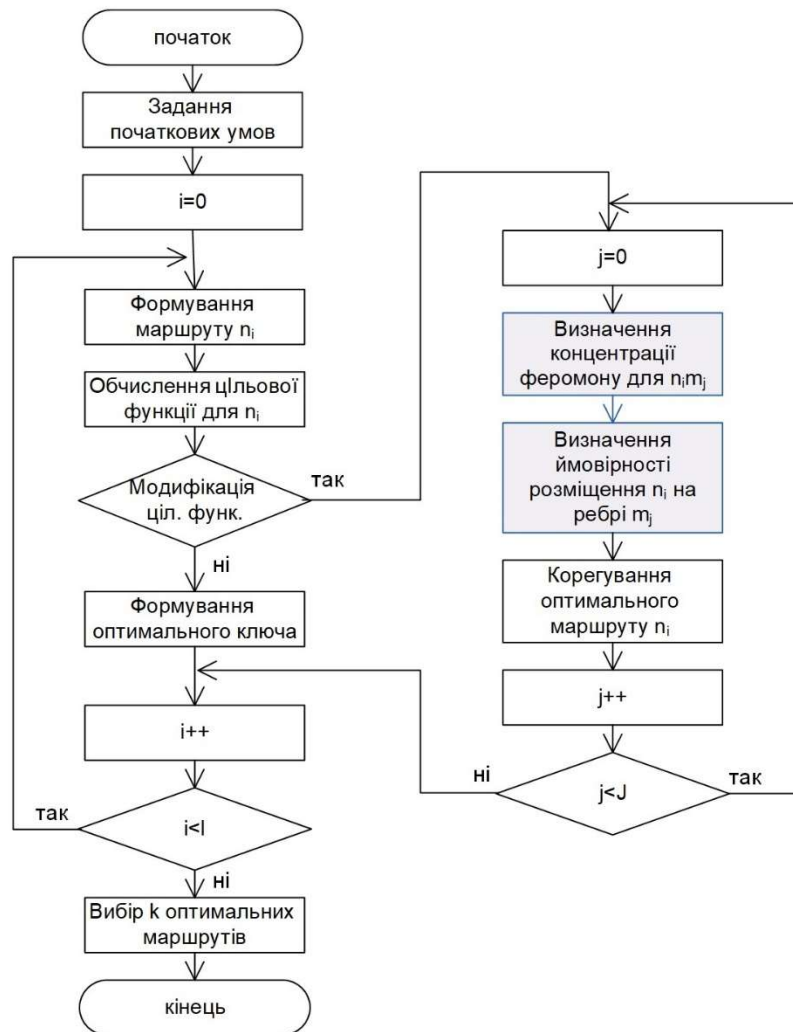 початок
Задання
початкових умов
i=0
Формування
маршруту nᵢ
Обчислення цІльової
функції для nᵢ
Модифікація
ціл. функ.
так
ні
Формування
оптимального ключа
i++
i<I
так
ні
Вибір k оптимальних
маршрутів
кінець
j=0
Визначення
концентрації
феромону для nᵢmⱼ
Визначення
ймовірності
розміщення nᵢ на
ребрі mⱼ
Корегування
оптимального
маршруту nᵢ
j++
ні
j<J
так